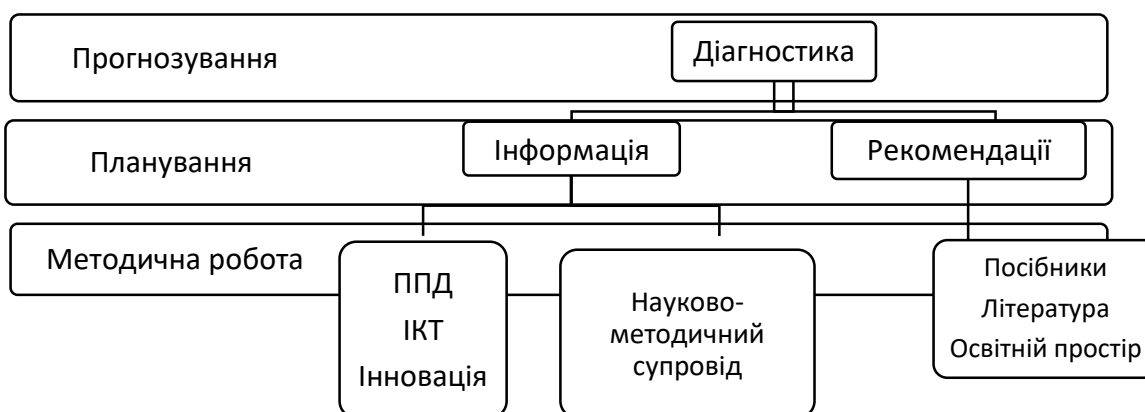 Прогнозування
Діагностика
Планування
Інформація
Рекомендації
Методична робота
ППД
ІКТ
Інновація
Науково-
методичний
супровід
Посібники
Література
Освітній простір